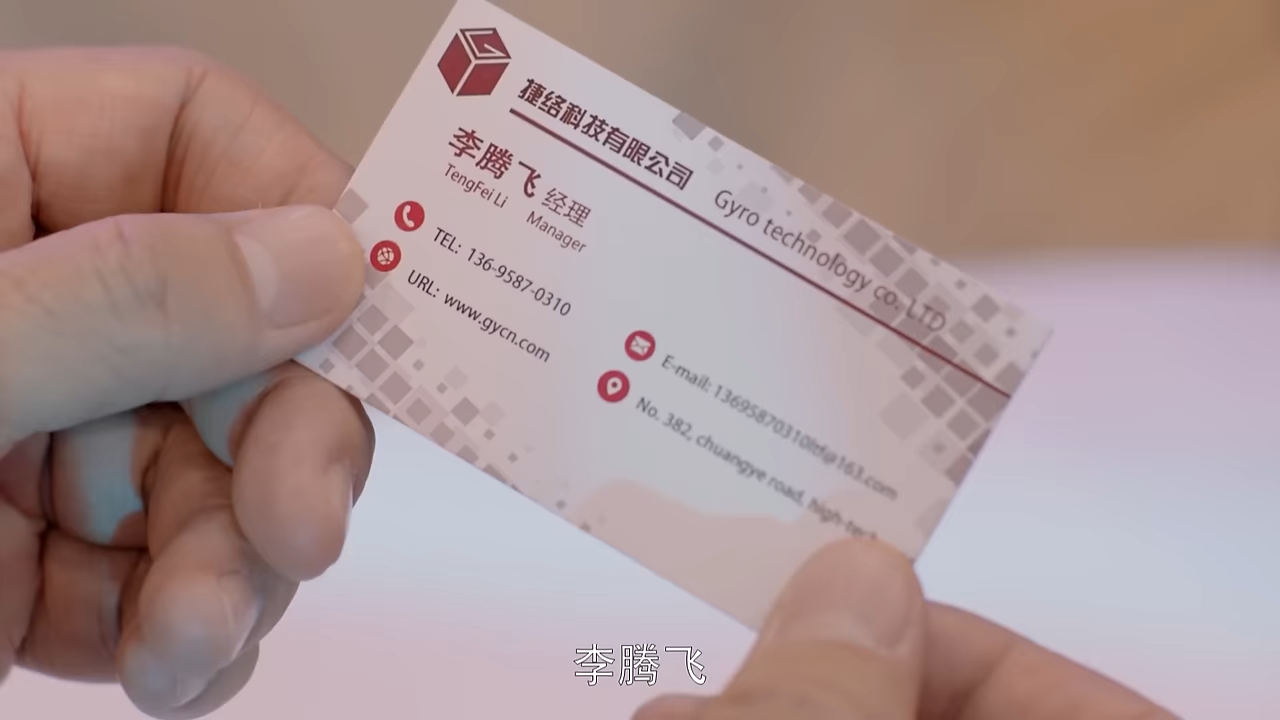 捷络科技有限公司 Gyro technology co. LTD
李腾飞 经理
TengFei Li Manager
TEL: 136-9587-0310
URL: www.gycn.com
E-mail: 13695870310ltf@163.com
No. 382, chuangye road, high-tech
李腾飞